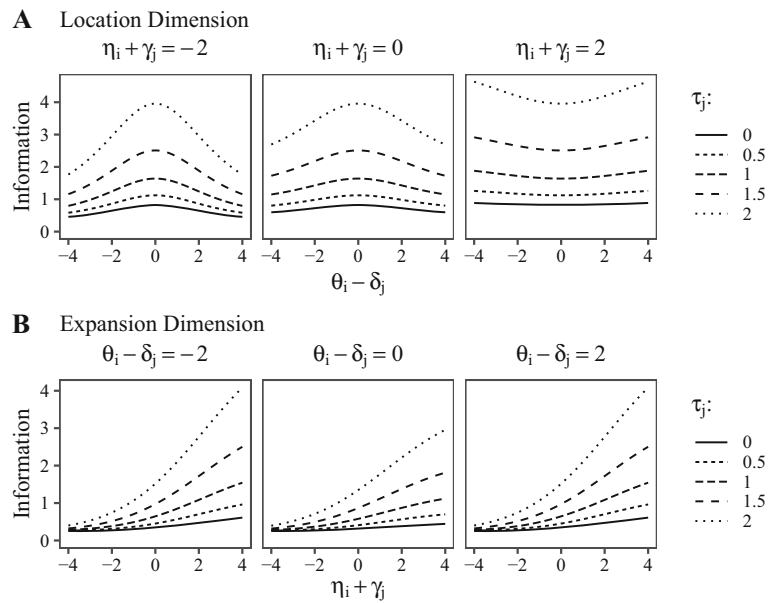 A Location Dimension
ηi + γj = −2 ηi + γj = 0 ηi + γj = 2
Information
4
3
2
1
0
−4 −2 0 2 4 −4 −2 0 2 4 −4 −2 0 2 4
θi − δj
τj:
0
0.5
1
1.5
2
B Expansion Dimension
θi − δj = −2 θi − δj = 0 θi − δj = 2
Information
4
3
2
1
0
−4 −2 0 2 4 −4 −2 0 2 4 −4 −2 0 2 4
ηi + γj
τj:
0
0.5
1
1.5
2